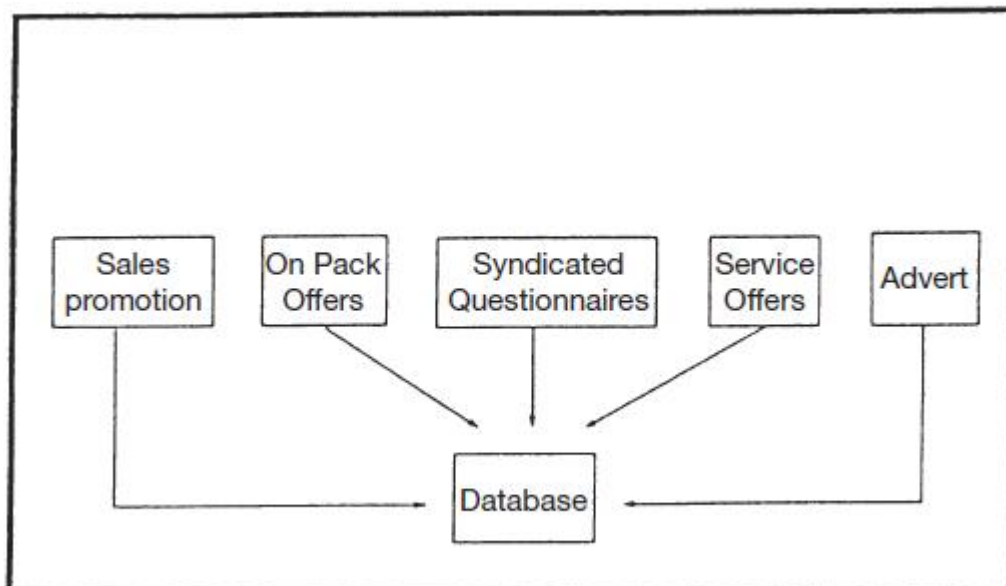 Sales
promotion
On Pack
Offers
Syndicated
Questionnaires
Service
Offers
Advert
Database